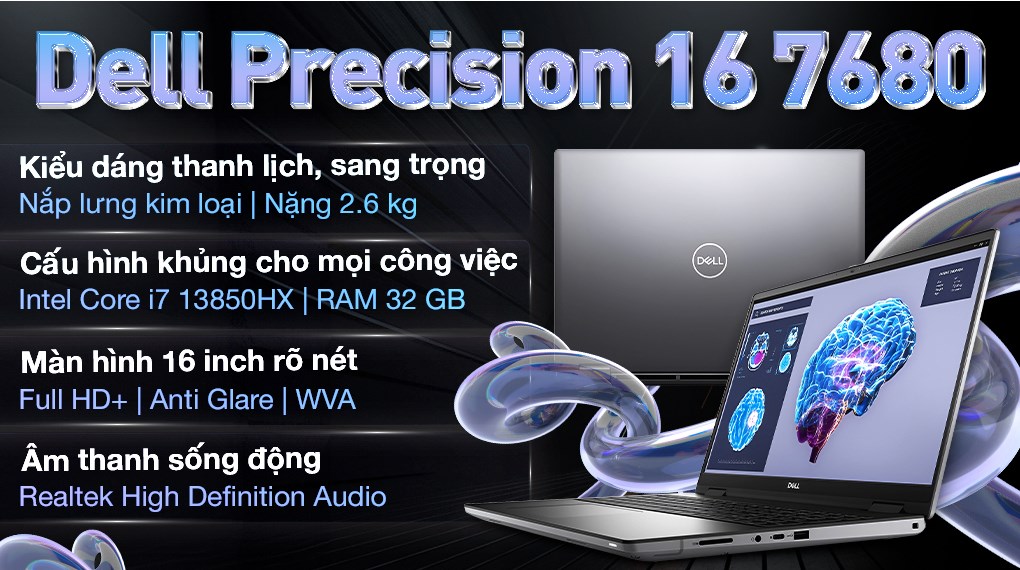 Dell Precision 16 7680
Kiểu dáng thanh lịch, sang trọng
Nắp lưng kim loại | Nặng 2.6 kg
Cấu hình khủng cho mọi công việc
Intel Core i7 13850HX | RAM 32 GB
Màn hình 16 inch rõ nét
Full HD+ | Anti Glare | WVA
Âm thanh sống động
Realtek High Definition Audio
DELL
DELL